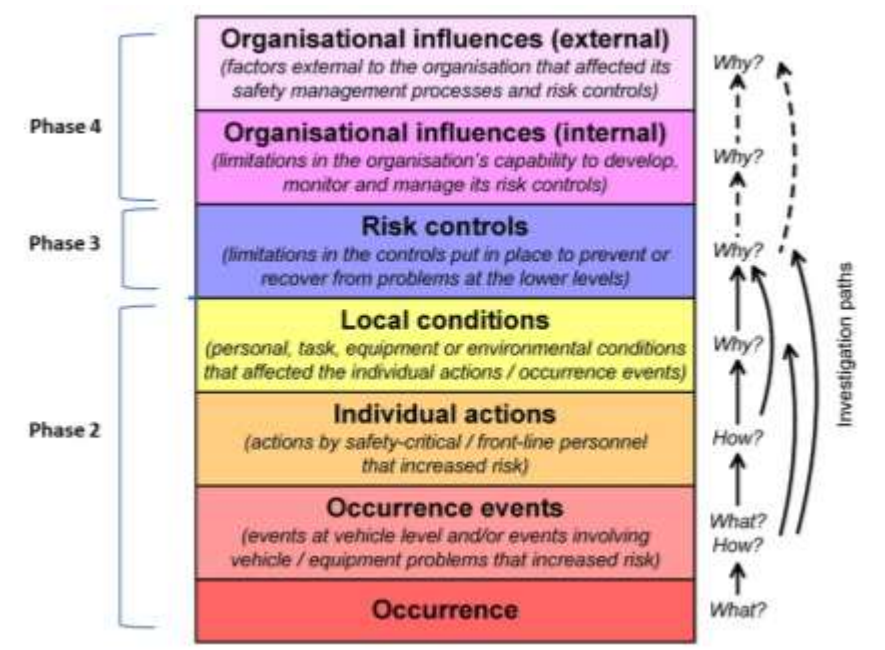 Organisational influences (external)
(factors external to the organisation that affected its
safety management processes and risk controls)
Why?
Phase 4
Organisational influences (internal)
(limitations in the organisation's capability to develop,
monitor and manage its risk controls)
Why?
Phase 3
Risk controls
(limitations in the controls put in place to prevent or
recover from problems at the lower levels)
Why?
Local conditions
(personal, task, equipment or environmental conditions
that affected the individual actions / occurrence events)
Why?
Investigation paths
Phase 2
Individual actions
(actions by safety-critical / front-line personnel
that increased risk)
How?
Occurrence events
(events at vehicle level and/or events involving
vehicle / equipment problems that increased risk)
What?
How?
Occurrence
What?